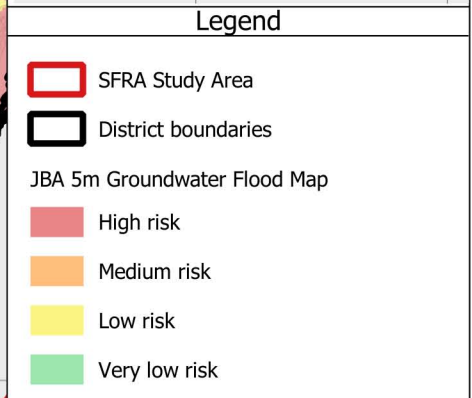 Legend
SFRA Study Area
District boundaries
JBA 5m Groundwater Flood Map
High risk
Medium risk
Low risk
Very low risk